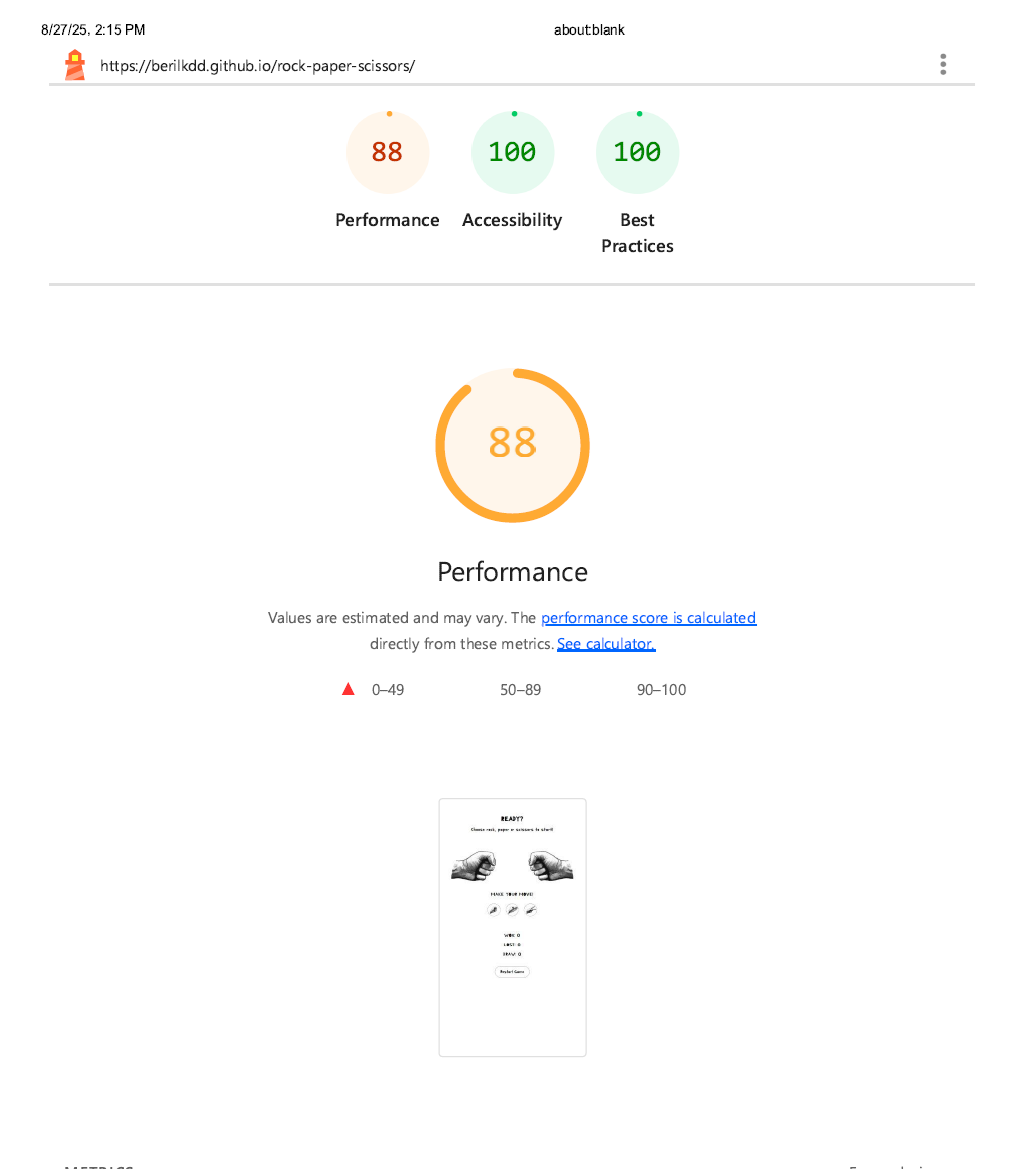 8/27/25, 2:15 PM about:blank
https://berilkdd.github.io/rock-paper-scissors/
88 100 100
Performance Accessibility Best
Practices
88
Performance
Values are estimated and may vary. The performance score is calculated
directly from these metrics. See calculator.
0–49 50–89 90–100
READY?
Choose rock, paper or scissors to start!
MAKE YOUR MOVE!
WIN: 0
LOST: 0
DRAW: 0
Restart Game
METRICS